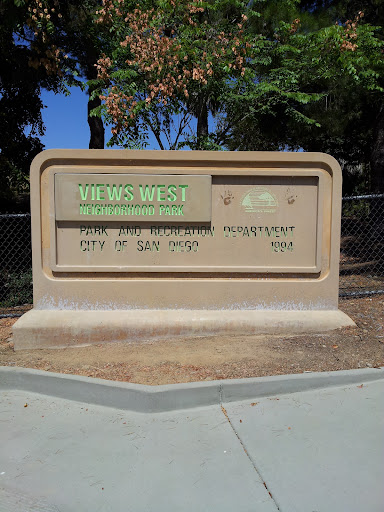 VIEWS WEST
NEIGHBORHOOD PARK
PARK AND RECREATION DEPARTMENT
CITY OF SAN DIEGO 1994